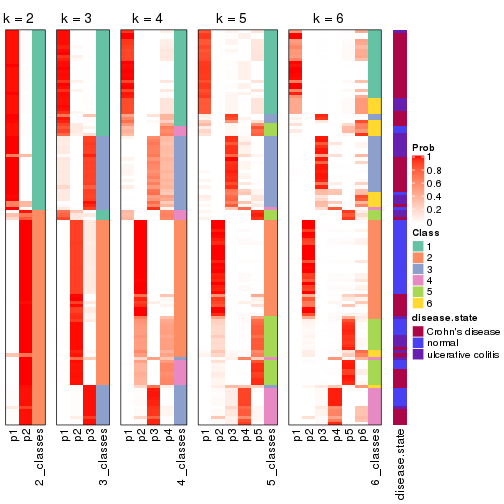 k = 2 k = 3 k = 4 k = 5 k = 6
Prob
1
0.8
0.6
0.4
0.2
0
Class
1
2
3
4
5
6
disease.state
Crohn's disease
normal
ulcerative colitis
p1 p2 2_classes p1 p2 p3 3_classes p1 p2 p3 p4 4_classes p1 p2 p3 p4 p5 5_classes p1 p2 p3 p4 p5 p6 6_classes disease.state